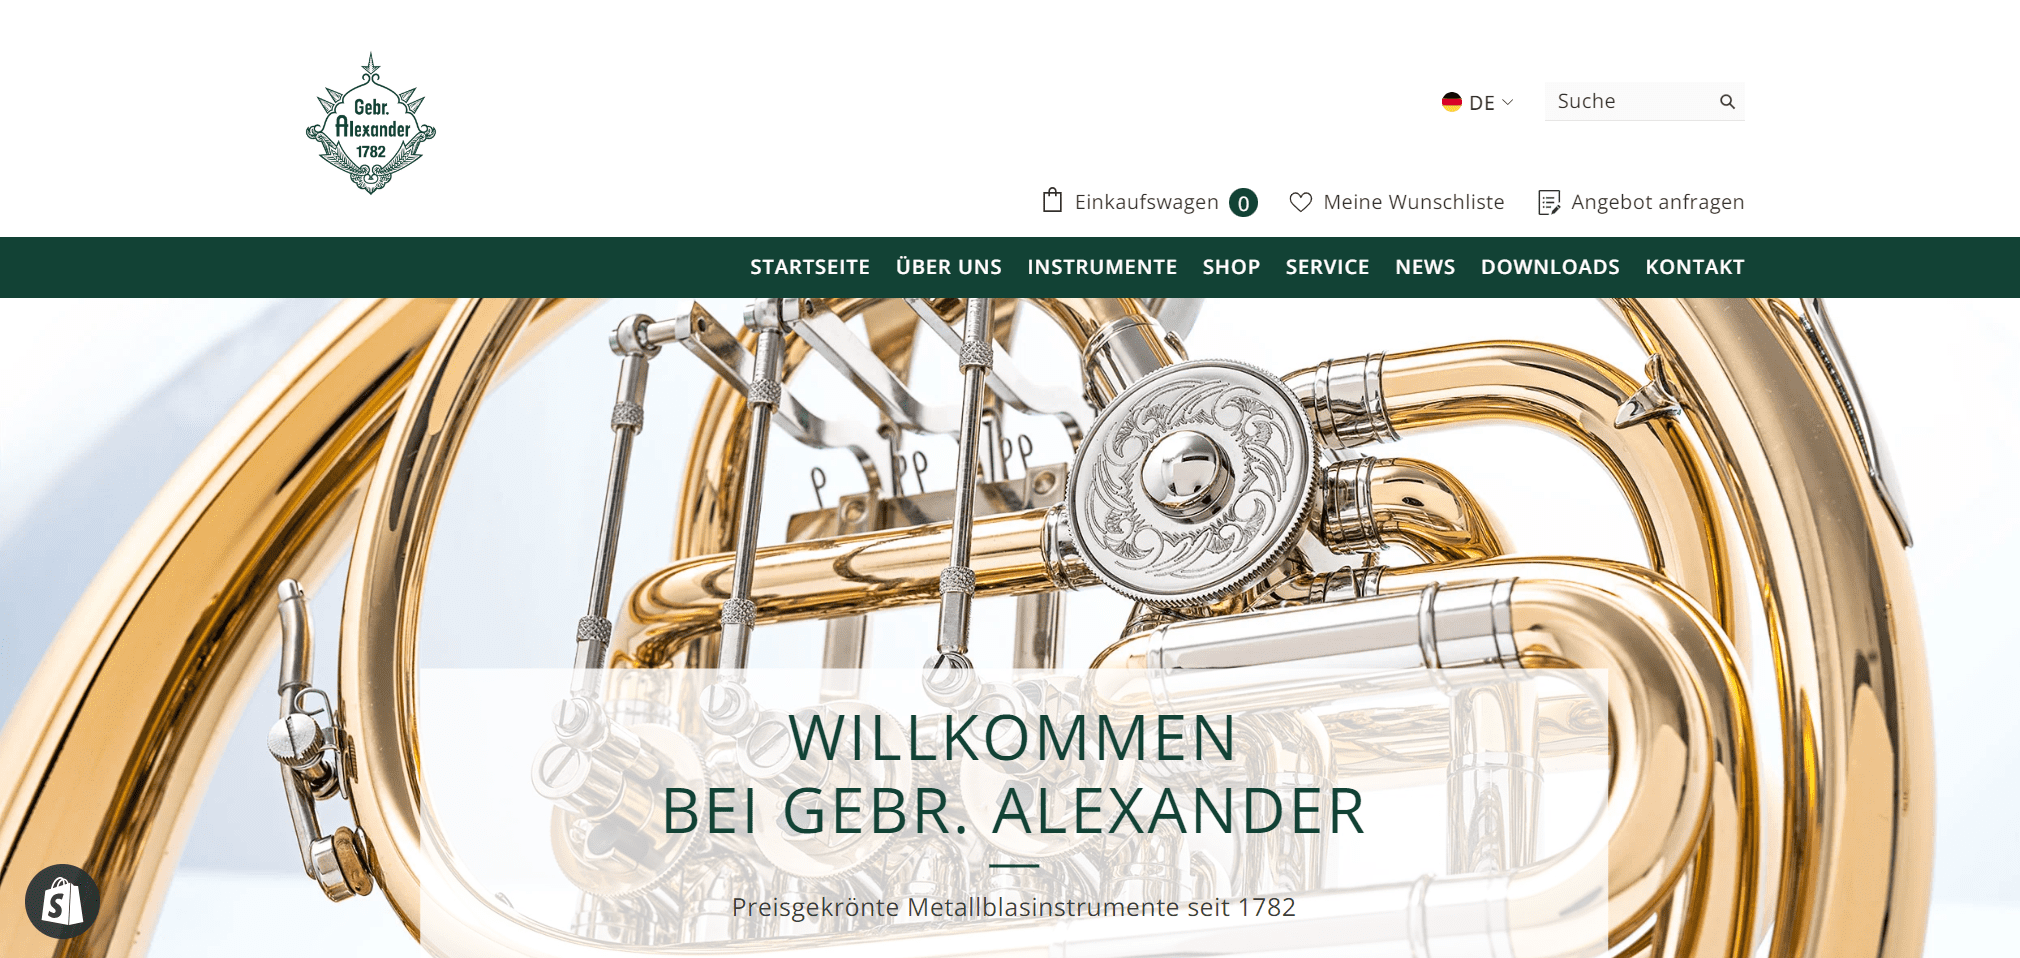 Gebr.
Alexander
1782
DE
Suche
Einkaufswagen 0
Meine Wunschliste
Angebot anfragen
STARTSEITE ÜBER UNS INSTRUMENTE SHOP SERVICE NEWS DOWNLOADS KONTAKT
WILLKOMMEN
BEI GEBR. ALEXANDER
Preisgekrönte Metallblasinstrumente seit 1782